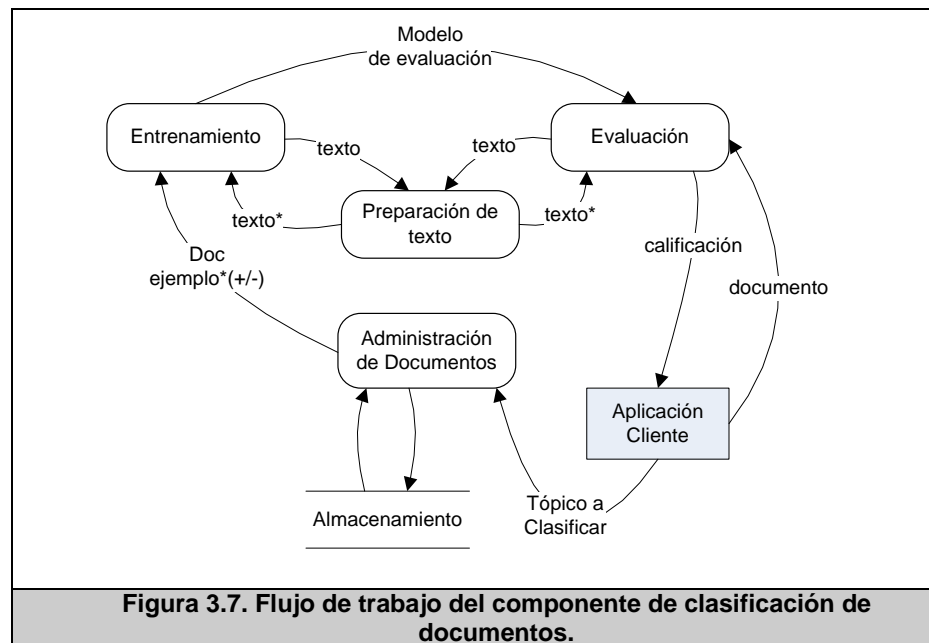 Modelo
de evaluación
Entrenamiento
Evaluación
texto
texto
Preparación de
texto
texto*
texto*
Doc
ejemplo*(+/-)
calificación
documento
Administración
de Documentos
Aplicación
Cliente
Almacenamiento
Tópico a
Clasificar
Figura 3.7. Flujo de trabajo del componente de clasificación de
documentos.